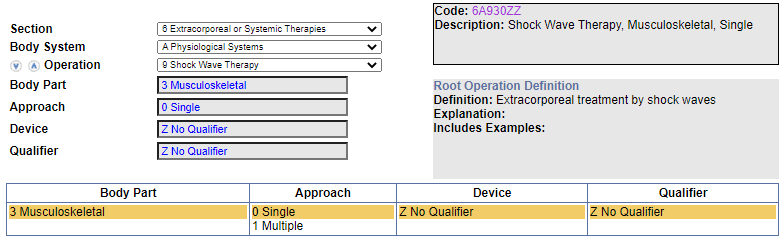 Section 6 Extracorporeal or Systemic Therapies
Body System A Physiological Systems
Operation 9 Shock Wave Therapy
Body Part 3 Musculoskeletal
Approach 0 Single
Device Z No Qualifier
Qualifier Z No Qualifier
Code: 6A930ZZ
Description: Shock Wave Therapy, Musculoskeletal, Single
Root Operation Definition
Definition: Extracorporeal treatment by shock waves
Explanation:
Includes Examples:
Body Part Approach Device Qualifier
3 Musculoskeletal 0 Single Z No Qualifier Z No Qualifier
1 Multiple